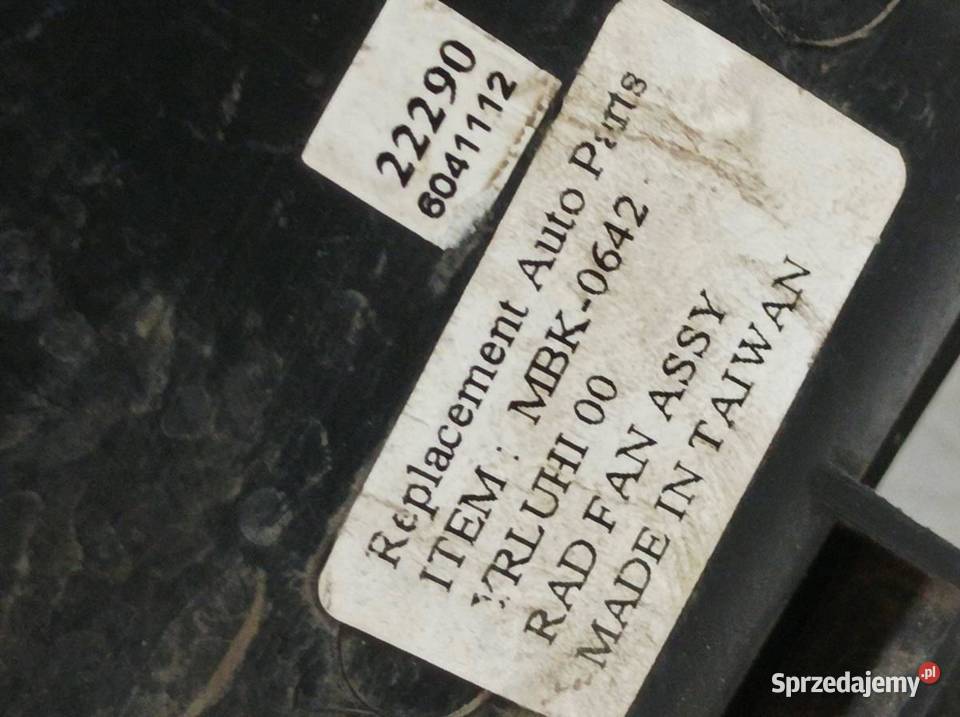 22290
6041112
Replacement Auto Parts
ITEM : MBK-0642
RAD FAN ASSY
MADE IN TAIWAN
Sprzedajemy.pl